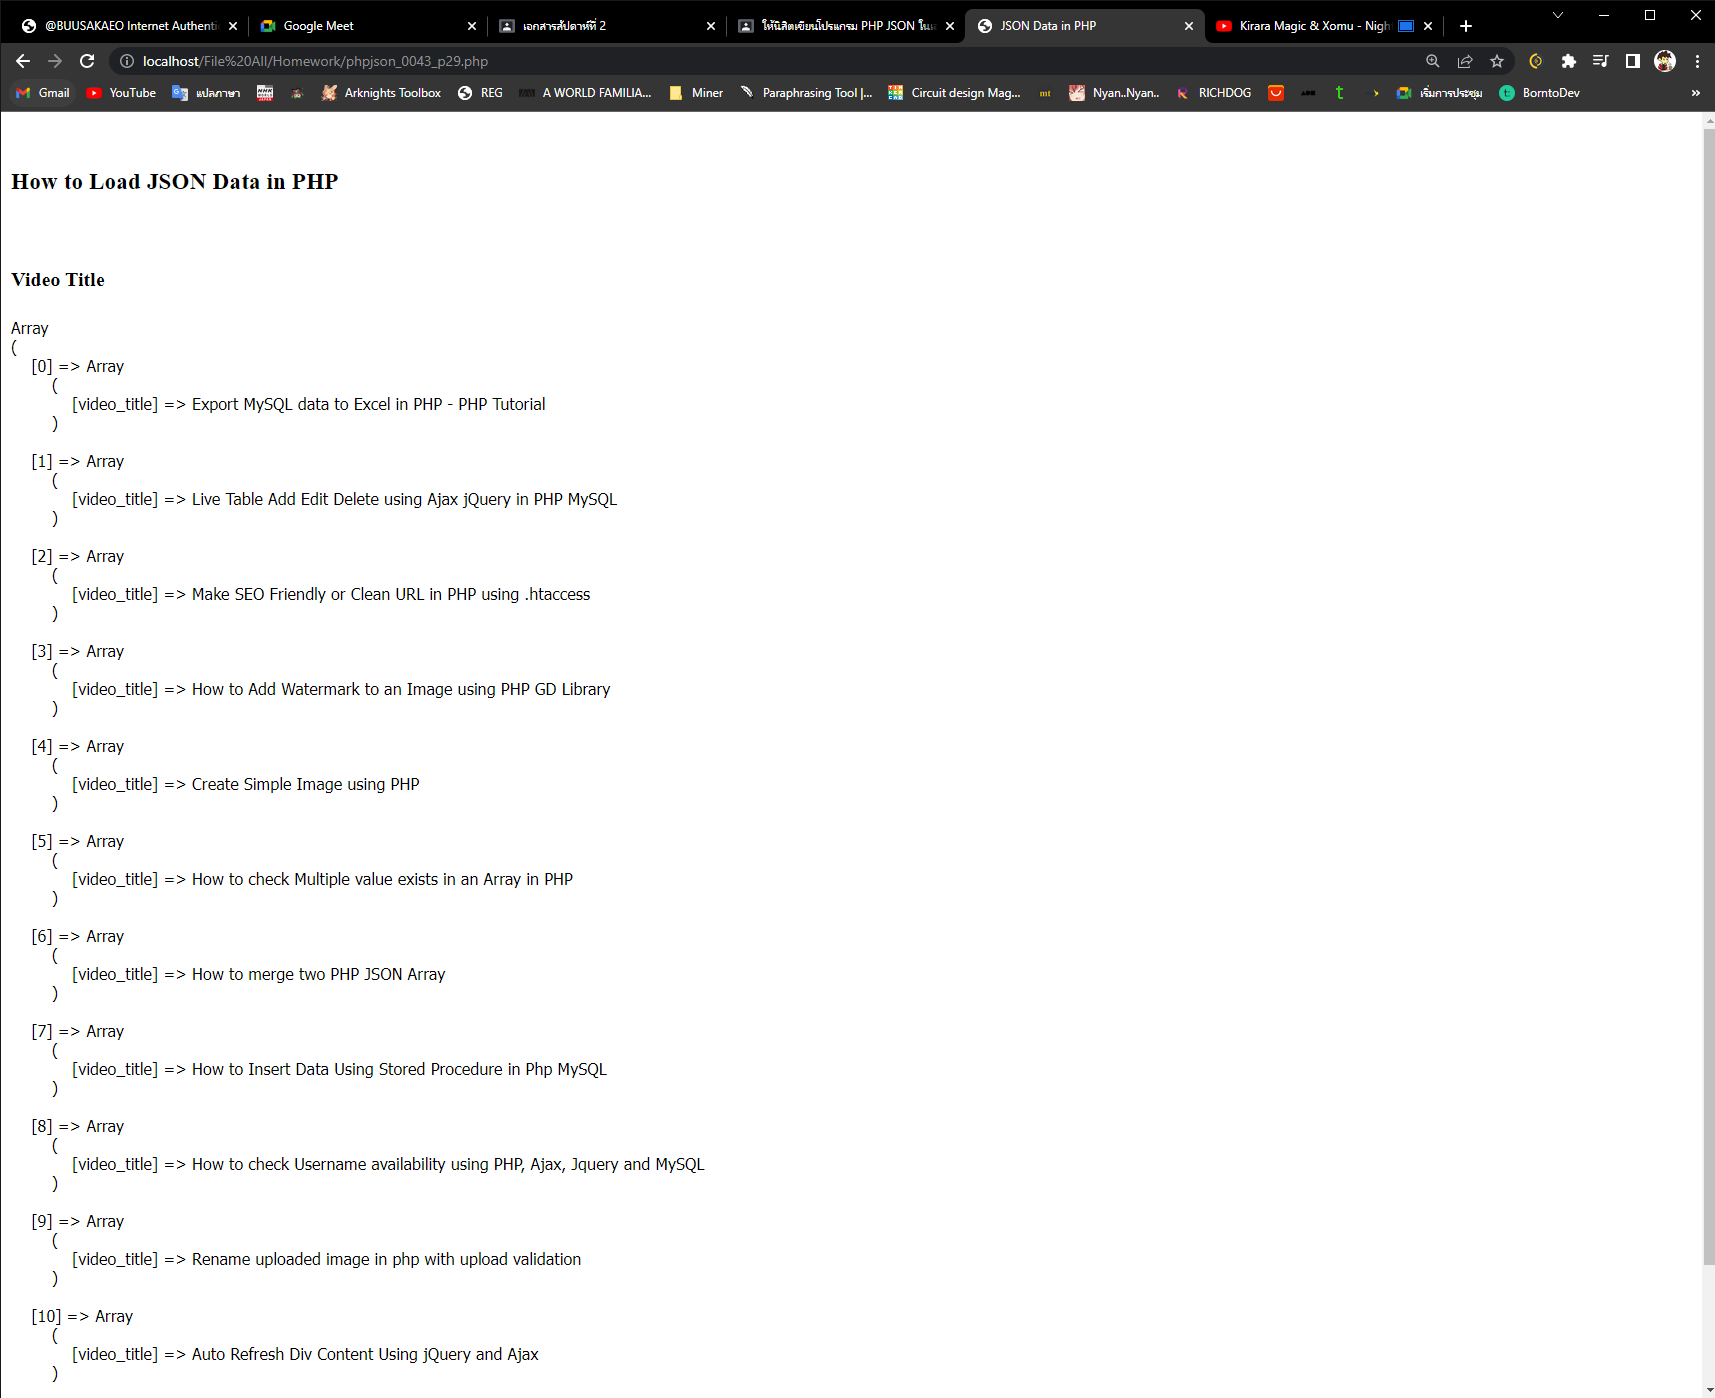 @BUUSAKAEO Internet Authenti
Google Meet
เอกสารสัปดาห์ที่ 2
ให้นิสิตเขียนโปรแกรม PHP JSON ใน
JSON Data in PHP
Kirara Magic & Xomu - Nigh
localhost/File%20All/Homework/phpjson_0043_p29.php
Gmail
YouTube
แปลภาษา
Arknights Toolbox
REG
A WORLD FAMILIA...
Miner
Paraphrasing Tool |...
Circuit design Mag...
mt
Nyan..Nyan..
RICHDOG
t
เริ่มการประชุม
BorntoDev
»
How to Load JSON Data in PHP
Video Title
Array
(
[0] => Array
(
[video_title] => Export MySQL data to Excel in PHP - PHP Tutorial
)
[1] => Array
(
[video_title] => Live Table Add Edit Delete using Ajax jQuery in PHP MySQL
)
[2] => Array
(
[video_title] => Make SEO Friendly or Clean URL in PHP using .htaccess
)
[3] => Array
(
[video_title] => How to Add Watermark to an Image using PHP GD Library
)
[4] => Array
(
[video_title] => Create Simple Image using PHP
)
[5] => Array
(
[video_title] => How to check Multiple value exists in an Array in PHP
)
[6] => Array
(
[video_title] => How to merge two PHP JSON Array
)
[7] => Array
(
[video_title] => How to Insert Data Using Stored Procedure in Php MySQL
)
[8] => Array
(
[video_title] => How to check Username availability using PHP, Ajax, Jquery and MySQL
)
[9] => Array
(
[video_title] => Rename uploaded image in php with upload validation
)
[10] => Array
(
[video_title] => Auto Refresh Div Content Using jQuery and Ajax
)